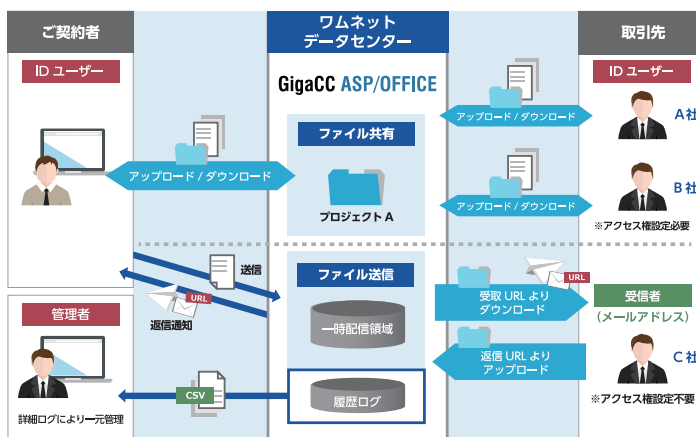 ご契約者
ワムネット
データセンター
取引先
ID ユーザー
GigaCC ASP/OFFICE
ID ユーザー
A 社
ファイル共有
アップロード / ダウンロード
アップロード / ダウンロード
プロジェクト A
アップロード / ダウンロード
B 社
※アクセス権設定必要
送信
ファイル送信
URL
返信通知
一時配信領域
URL
受取 URL より
ダウンロード
受信者
（メールアドレス）
管理者
返信 URL より
アップロード
C 社
CSV
履歴ログ
※アクセス権設定不要
詳細ログにより一元管理